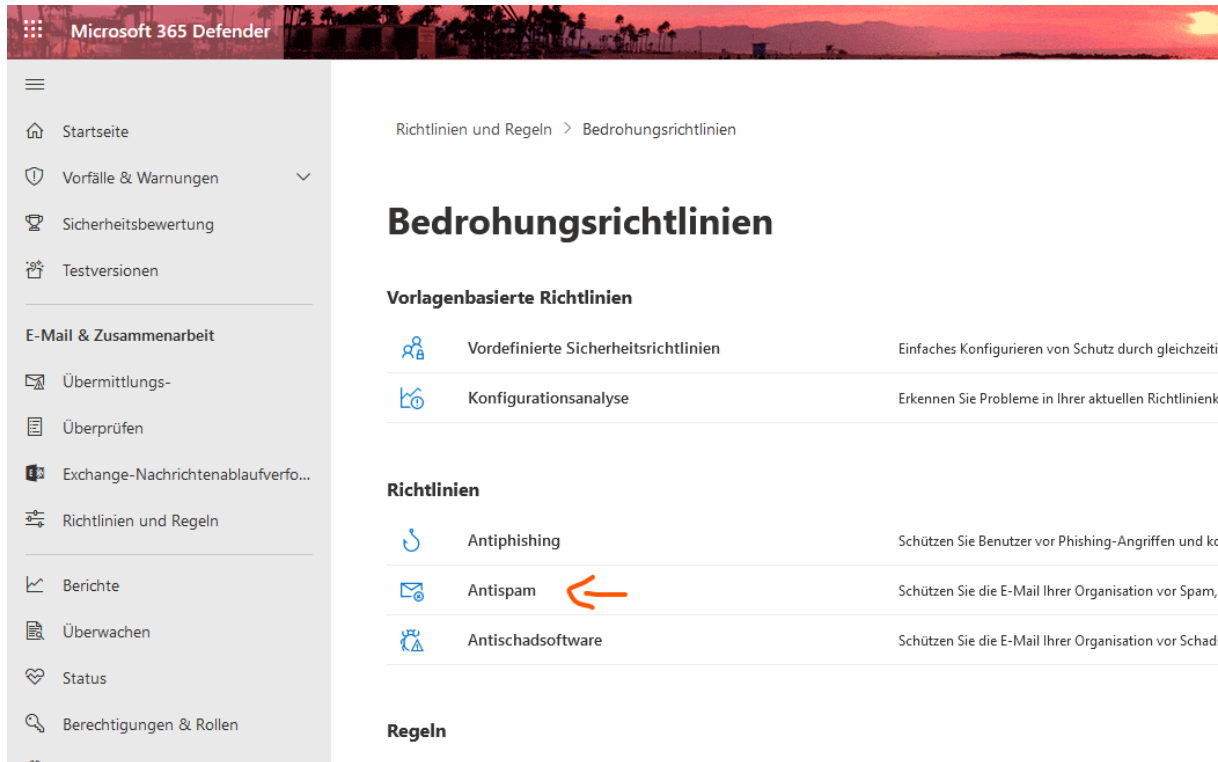 Microsoft 365 Defender
Startseite
Vorfälle & Warnungen
Sicherheitsbewertung
Testversionen
E-Mail & Zusammenarbeit
Übermittlungs-
Überprüfen
Exchange-Nachrichtenablaufverfo...
Richtlinien und Regeln
Berichte
Überwachen
Status
Berechtigungen & Rollen
Richtlinien und Regeln > Bedrohungsrichtlinien
Bedrohungsrichtlinien
Vorlagenbasierte Richtlinien
Vordefinierte Sicherheitsrichtlinien Einfaches Konfigurieren von Schutz durch gleichzeiti
Konfigurationsanalyse Erkennen Sie Probleme in Ihrer aktuellen Richtlinienk
Richtlinien
Antiphishing Schützen Sie Benutzer vor Phishing-Angriffen und ko
Antispam Schützen Sie die E-Mail Ihrer Organisation vor Spam,
Antischadsoftware Schützen Sie die E-Mail Ihrer Organisation vor Schad
Regeln